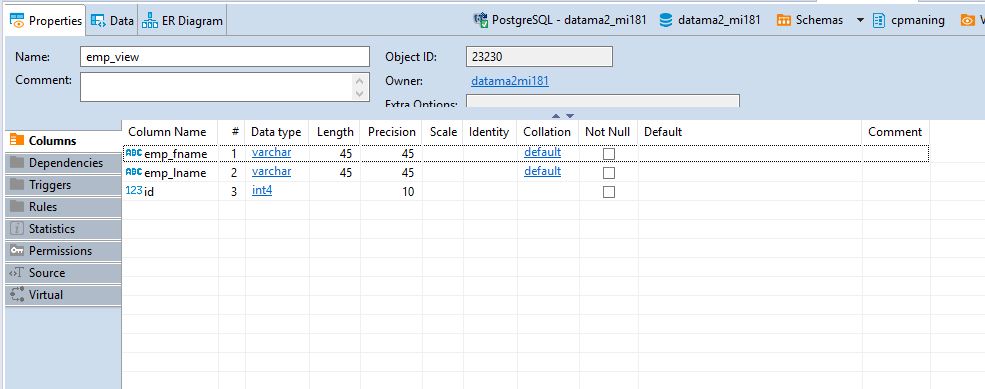 Properties Data ER Diagram PostgreSQL - datama2_mi181 datama2_mi181 Schemas cpmaning V
Name: emp_view Object ID: 23230
Comment: Owner: datama2mi181
Extra Options:
Column Name # Data type Length Precision Scale Identity Collation Not Null Default Comment
ABC emp_fname 1 varchar 45 45 default
ABC emp_lname 2 varchar 45 45 default
123 id 3 int4 10
Columns
Dependencies
Triggers
Rules
Statistics
Permissions
Source
Virtual